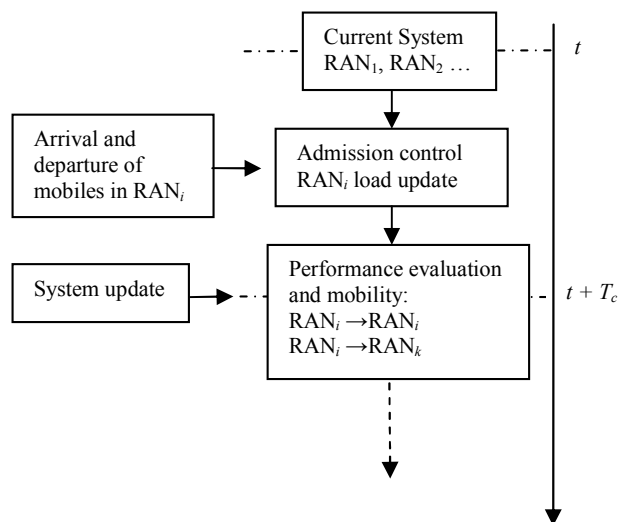 Current System
RAN₁, RAN₂ …
t
Arrival and
departure of
mobiles in RANᵢ
Admission control
RANᵢ load update
System update
Performance evaluation
and mobility:
RANᵢ →RANᵢ
RANᵢ →RANₖ
t + T_c